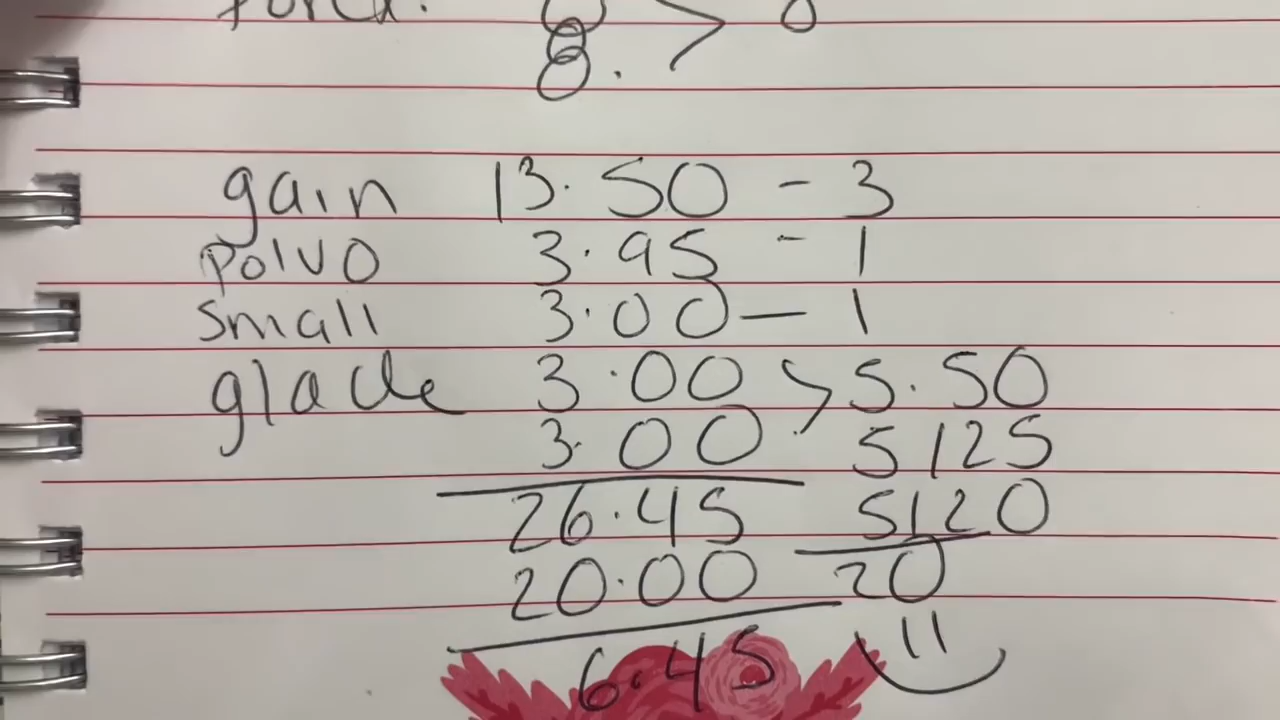 8. > 0
gain 13.50 - 3
polvo 3.95 - 1
small 3.00 — 1
glade 3.00 > 5.50
3.00 5125
26.45 5120
20.00 20
6.45